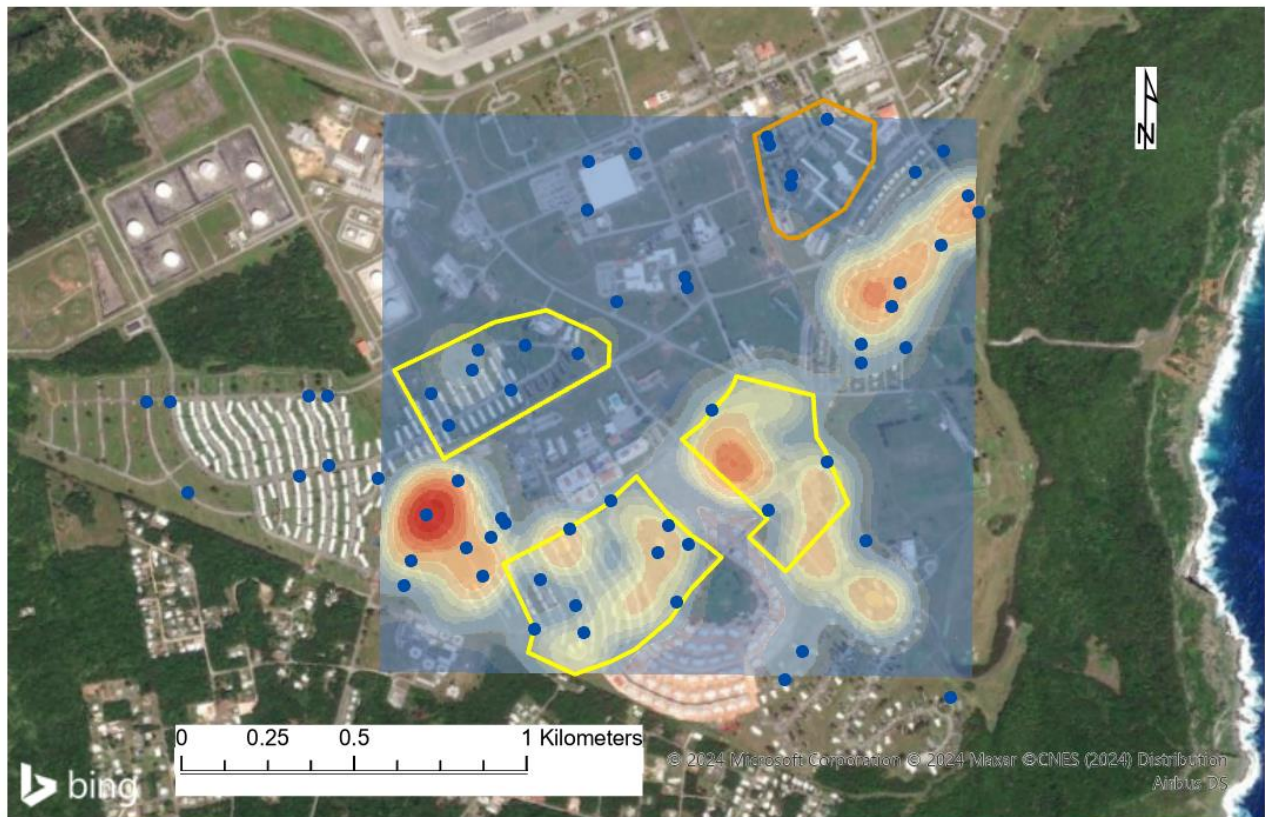 N
0 0.25 0.5 1 Kilometers
© 2024 Microsoft Corporation © 2024 Maxar ©CNES (2024) Distribution
Airbus DS
bing